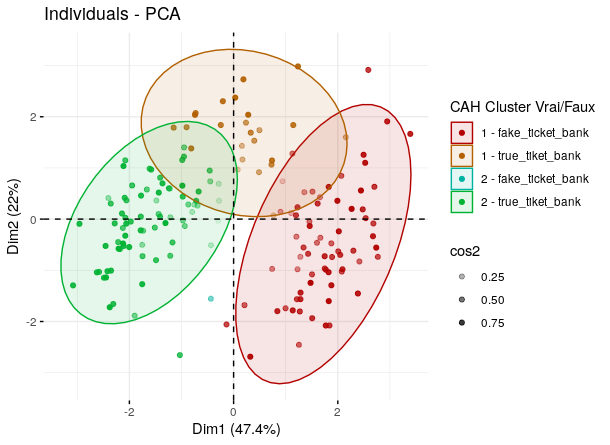 Individuals - PCA
Dim2 (22%)
2
0
-2
-2
0
2
Dim1 (47.4%)
CAH Cluster Vrai/Faux
1 - fake_ticket_bank
1 - true_tiket_bank
2 - fake_ticket_bank
2 - true_tiket_bank
cos2
0.25
0.50
0.75